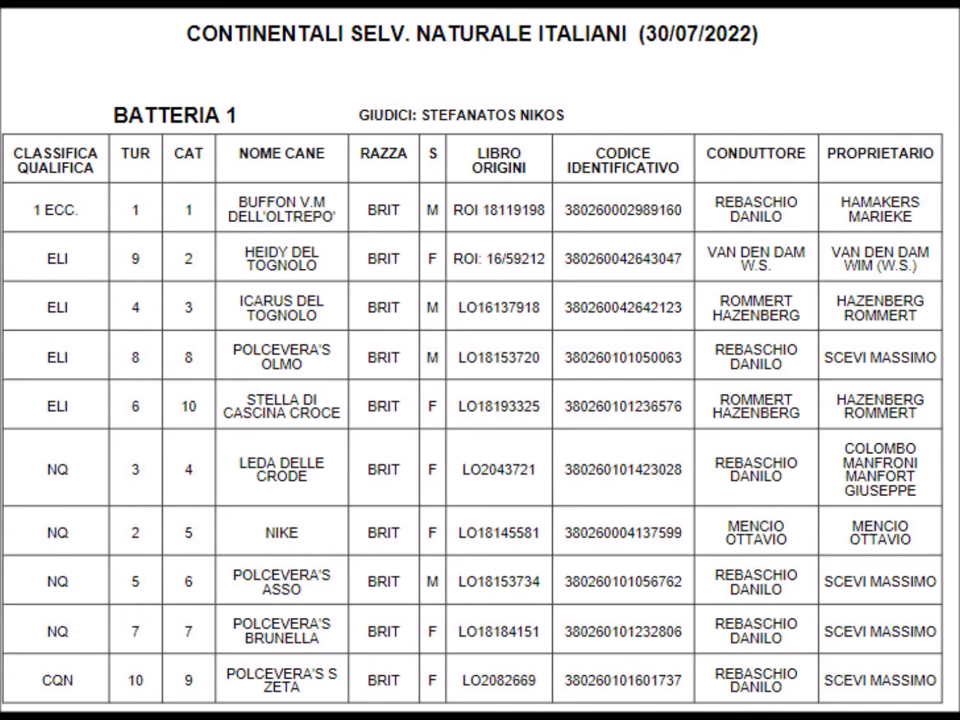 CONTINENTALI SELV. NATURALE ITALIANI (30/07/2022)
BATTERIA 1 GIUDICI: STEFANATOS NIKOS
CLASSIFICA QUALIFICA TUR CAT NOME CANE RAZZA S LIBRO ORIGINI CODICE IDENTIFICATIVO CONDUTTORE PROPRIETARIO
1 ECC. 1 1 BUFFON V.M DELL'OLTREPO' BRIT M ROI 18119198 380260002989160 REBASCHIO DANILO HAMAKERS MARIEKE
ELI 9 2 HEIDY DEL TOGNOLO BRIT F ROI: 16/59212 380260042643047 VAN DEN DAM W.S. VAN DEN DAM WIM (W.S.)
ELI 4 3 ICARUS DEL TOGNOLO BRIT M LO16137918 380260042642123 ROMMERT HAZENBERG HAZENBERG ROMMERT
ELI 8 8 POLCEVERA'S OLMO BRIT M LO18153720 380260101050063 REBASCHIO DANILO SCEVI MASSIMO
ELI 6 10 STELLA DI CASCINA CROCE BRIT F LO18193325 380260101236576 ROMMERT HAZENBERG HAZENBERG ROMMERT
NQ 3 4 LEDA DELLE CRODE BRIT F LO2043721 380260101423028 REBASCHIO DANILO COLOMBO MANFRONI MANFORT GIUSEPPE
NQ 2 5 NIKE BRIT F LO18145581 380260004137599 MENCIO OTTAVIO MENCIO OTTAVIO
NQ 5 6 POLCEVERA'S ASSO BRIT M LO18153734 380260101056762 REBASCHIO DANILO SCEVI MASSIMO
NQ 7 7 POLCEVERA'S BRUNELLA BRIT F LO18184151 380260101232806 REBASCHIO DANILO SCEVI MASSIMO
CQN 10 9 POLCEVERA'S S ZETA BRIT F LO2082669 380260101601737 REBASCHIO DANILO SCEVI MASSIMO